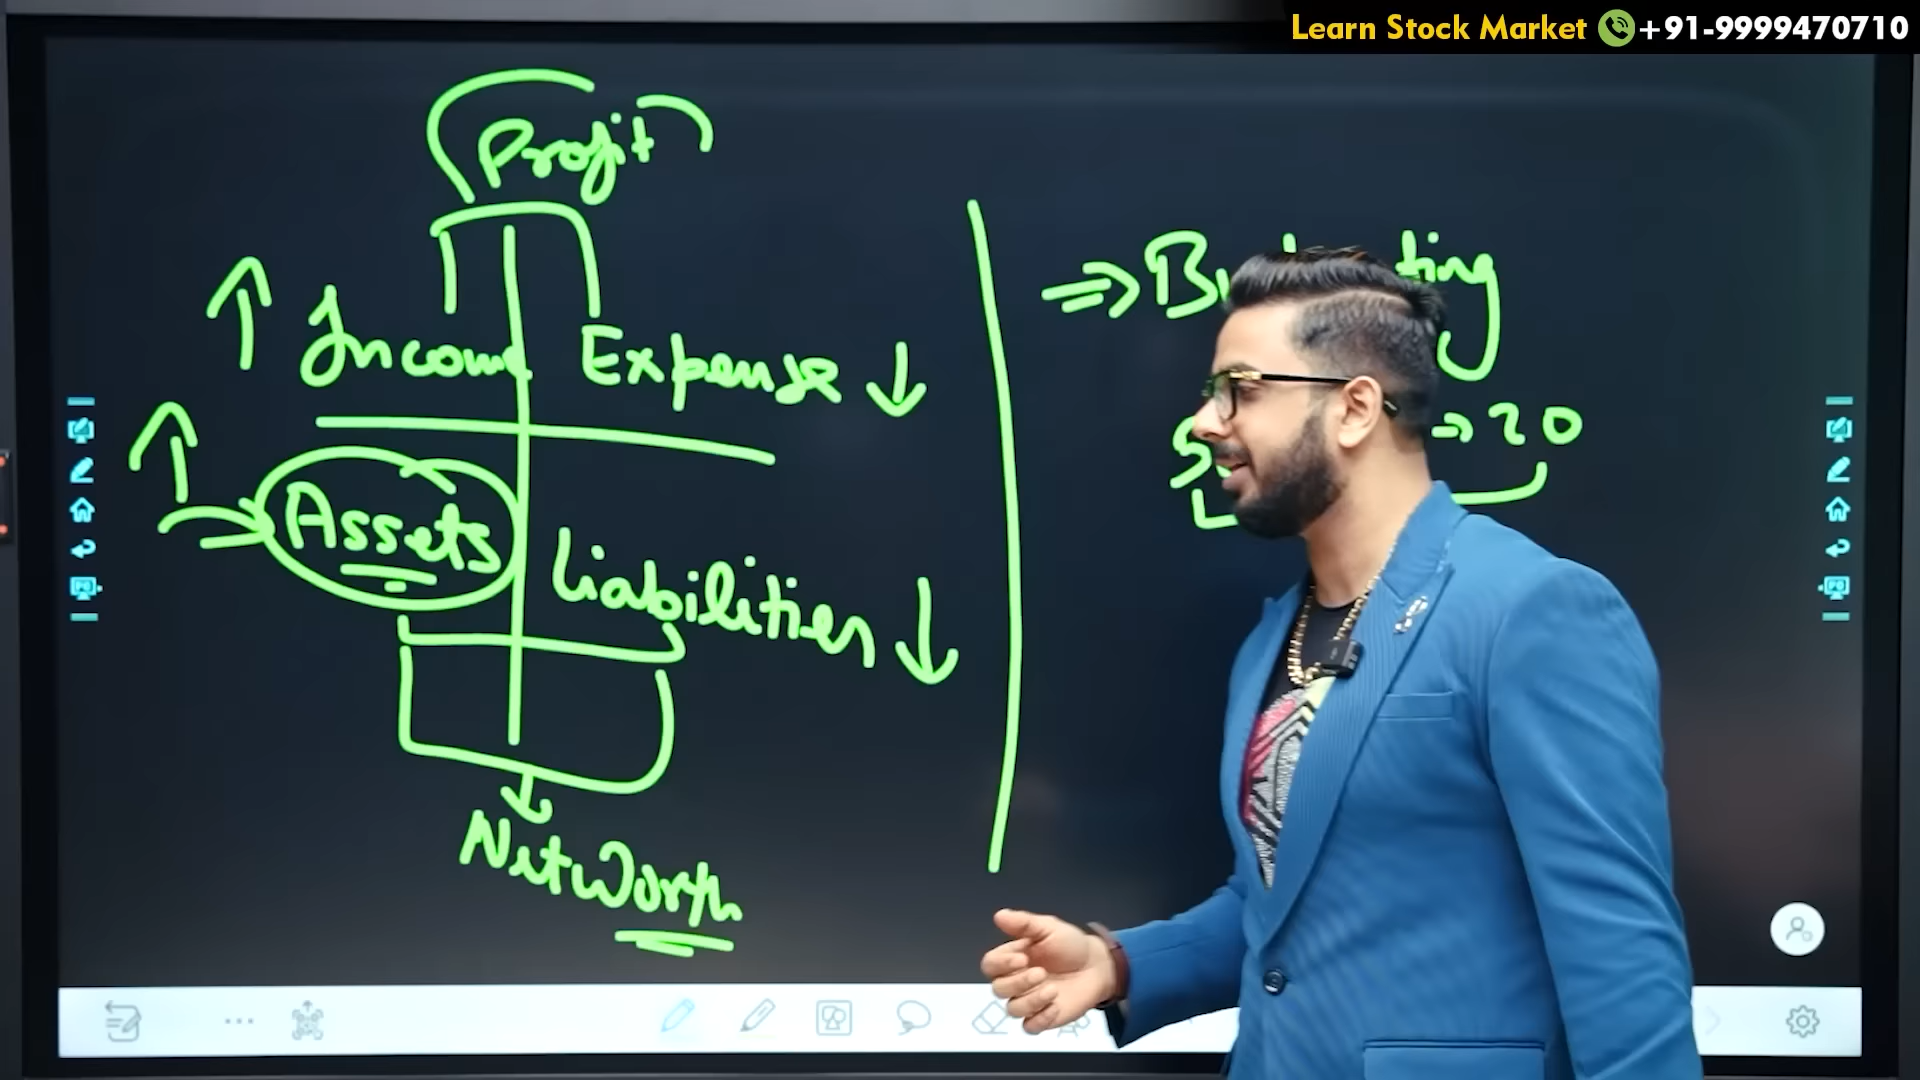 Learn Stock Market +91-9999470710
Profit
↑ Income Expense ↓
↑ Assets Liabilities ↓
Networth
⇒
→ 20